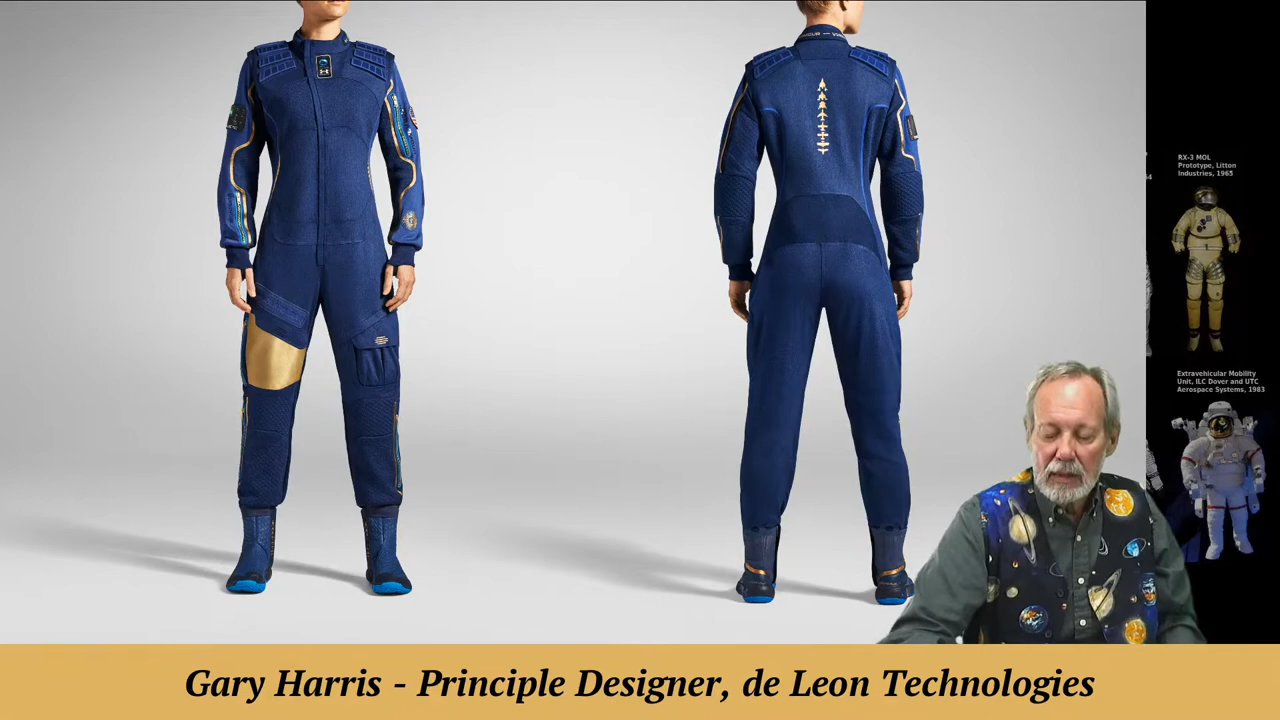 RX-3 MOL
Prototype, Litton
Industries, 1965
Extravehicular Mobility
Unit, ILC Dover and UTC
Aerospace Systems, 1983
Gary Harris - Principle Designer, de Leon Technologies